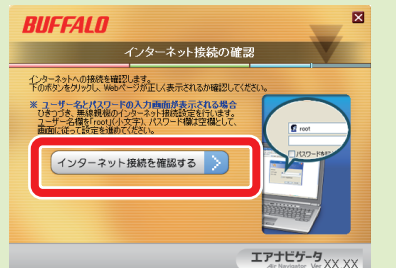 BUFFALO
インターネット接続の確認
インターネットへの接続を確認します。
下のボタンをクリックし、Webページが正しく表示されるか確認してください。
※ ユーザー名とパスワードの入力画面が表示される場合
ひきつづき、無線親機のインターネット接続設定を行います。
ユーザー名欄を「root」(小文字)、パスワード欄は空欄として、
画面に従って設定を進めてください。
root
インターネット接続を確認する
エアナビゲータ
Air Navigator Ver XX.XX